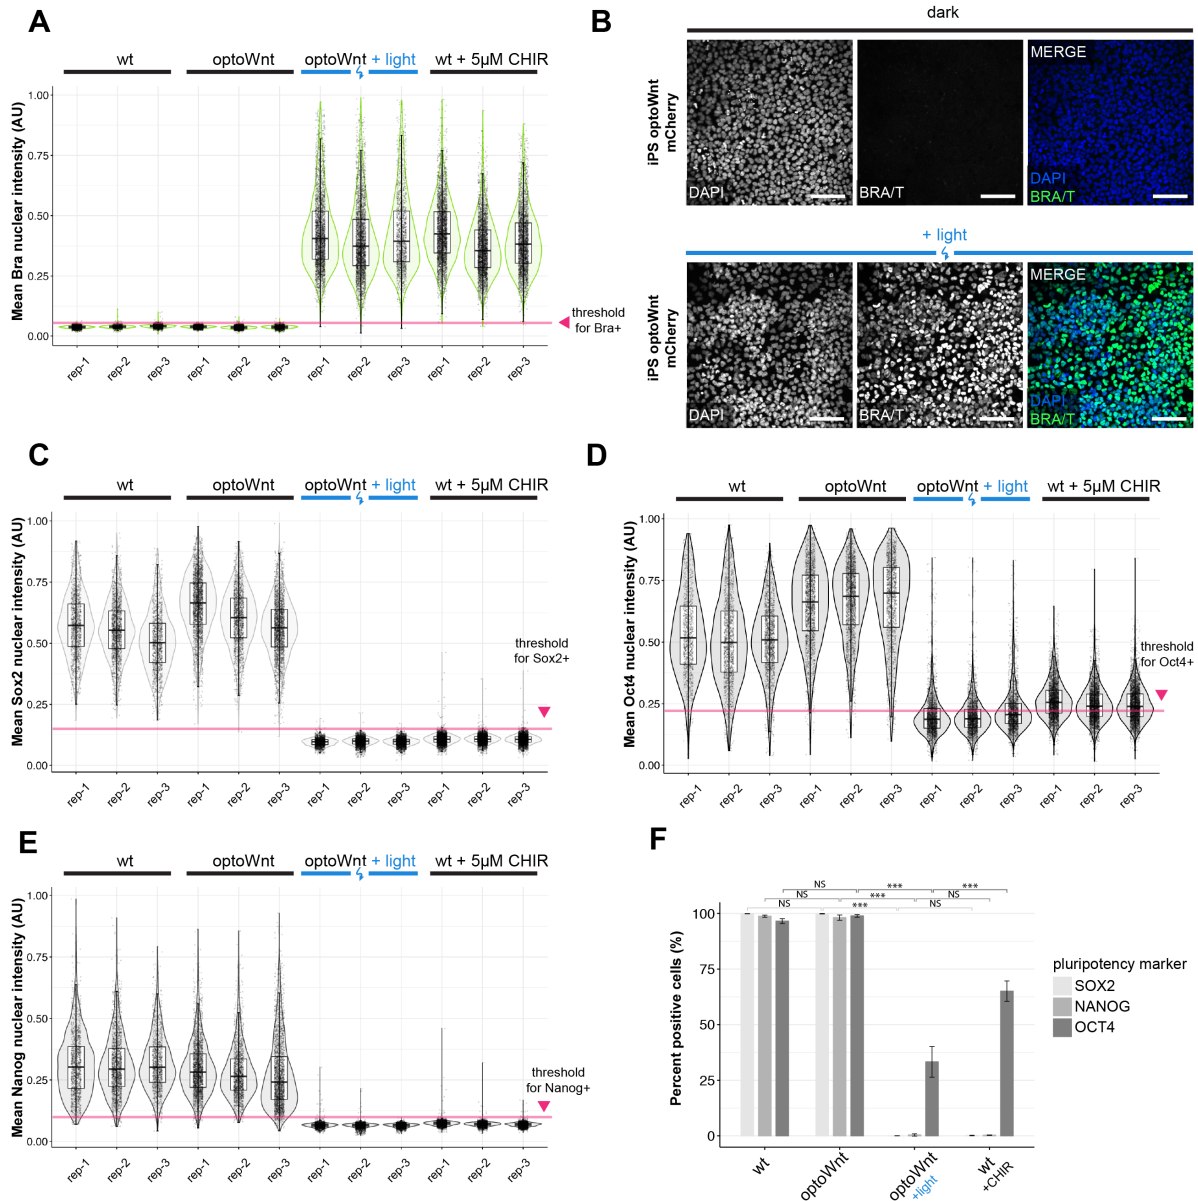 A
wt
optoWnt
optoWnt + light
wt + 5µM CHIR
Mean Bra nuclear intensity (AU)
1.00
0.75
0.50
0.25
0.00
threshold
for Bra+
rep-1
rep-2
rep-3
rep-1
rep-2
rep-3
rep-1
rep-2
rep-3
rep-1
rep-2
rep-3
B
dark
iPS optoWnt
mCherry
DAPI
BRA/T
MERGE
DAPI
BRA/T
+ light
iPS optoWnt
mCherry
DAPI
BRA/T
MERGE
DAPI
BRA/T
C
wt
optoWnt
optoWnt + light
wt + 5µM CHIR
Mean Sox2 nuclear intensity (AU)
1.00
0.75
0.50
0.25
0.00
threshold
for Sox2+
rep-1
rep-2
rep-3
rep-1
rep-2
rep-3
rep-1
rep-2
rep-3
rep-1
rep-2
rep-3
D
wt
optoWnt
optoWnt + light
wt + 5µM CHIR
Mean Oct4 nuclear intensity (AU)
1.00
0.75
0.50
0.25
0.00
threshold
for Oct4+
rep-1
rep-2
rep-3
rep-1
rep-2
rep-3
rep-1
rep-2
rep-3
rep-1
rep-2
rep-3
E
wt
optoWnt
optoWnt + light
wt + 5µM CHIR
Mean Nanog nuclear intensity (AU)
1.00
0.75
0.50
0.25
0.00
threshold
for Nanog+
rep-1
rep-2
rep-3
rep-1
rep-2
rep-3
rep-1
rep-2
rep-3
rep-1
rep-2
rep-3
F
NS *** ***
NS *** NS
NS *** NS
Percent positive cells (%)
100
75
50
25
0
wt
optoWnt
optoWnt
+light
wt
+CHIR
pluripotency marker
SOX2
NANOG
OCT4